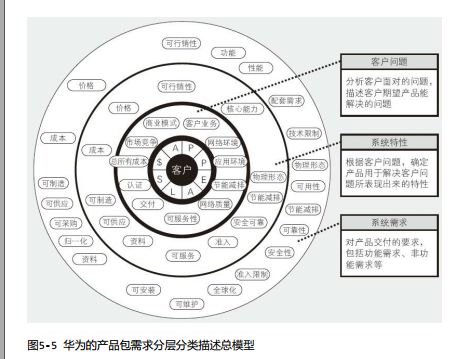 可行销性
功能
性能
价格
可行销性
配套需求
价格
核心能力
商业模式
客户业务
技术限制
成本
市场竞争
网络环境
成本
总所有成本
应用环境
物理形态
$
A
P
P
E
L
S
S
客户
可制造
认证
节能减排
物理形态
可用性
可供应
可制造
交付
网络质量
节能减排
节能减排
可采购
可供应
可服务性
安全可靠
可靠性
归一化
资料
准入
安全性
资料
可服务
准入限制
可安装
全球化
可维护
客户问题
分析客户面对的问题,
描述客户期望产品能
解决的问题
系统特性
根据客户问题，确定
产品用于解决客户问
题所表现出来的特性
系统需求
对产品交付的要求，
包括功能需求、非功
能需求等
图5-5 华为的产品包需求分层分类描述总模型